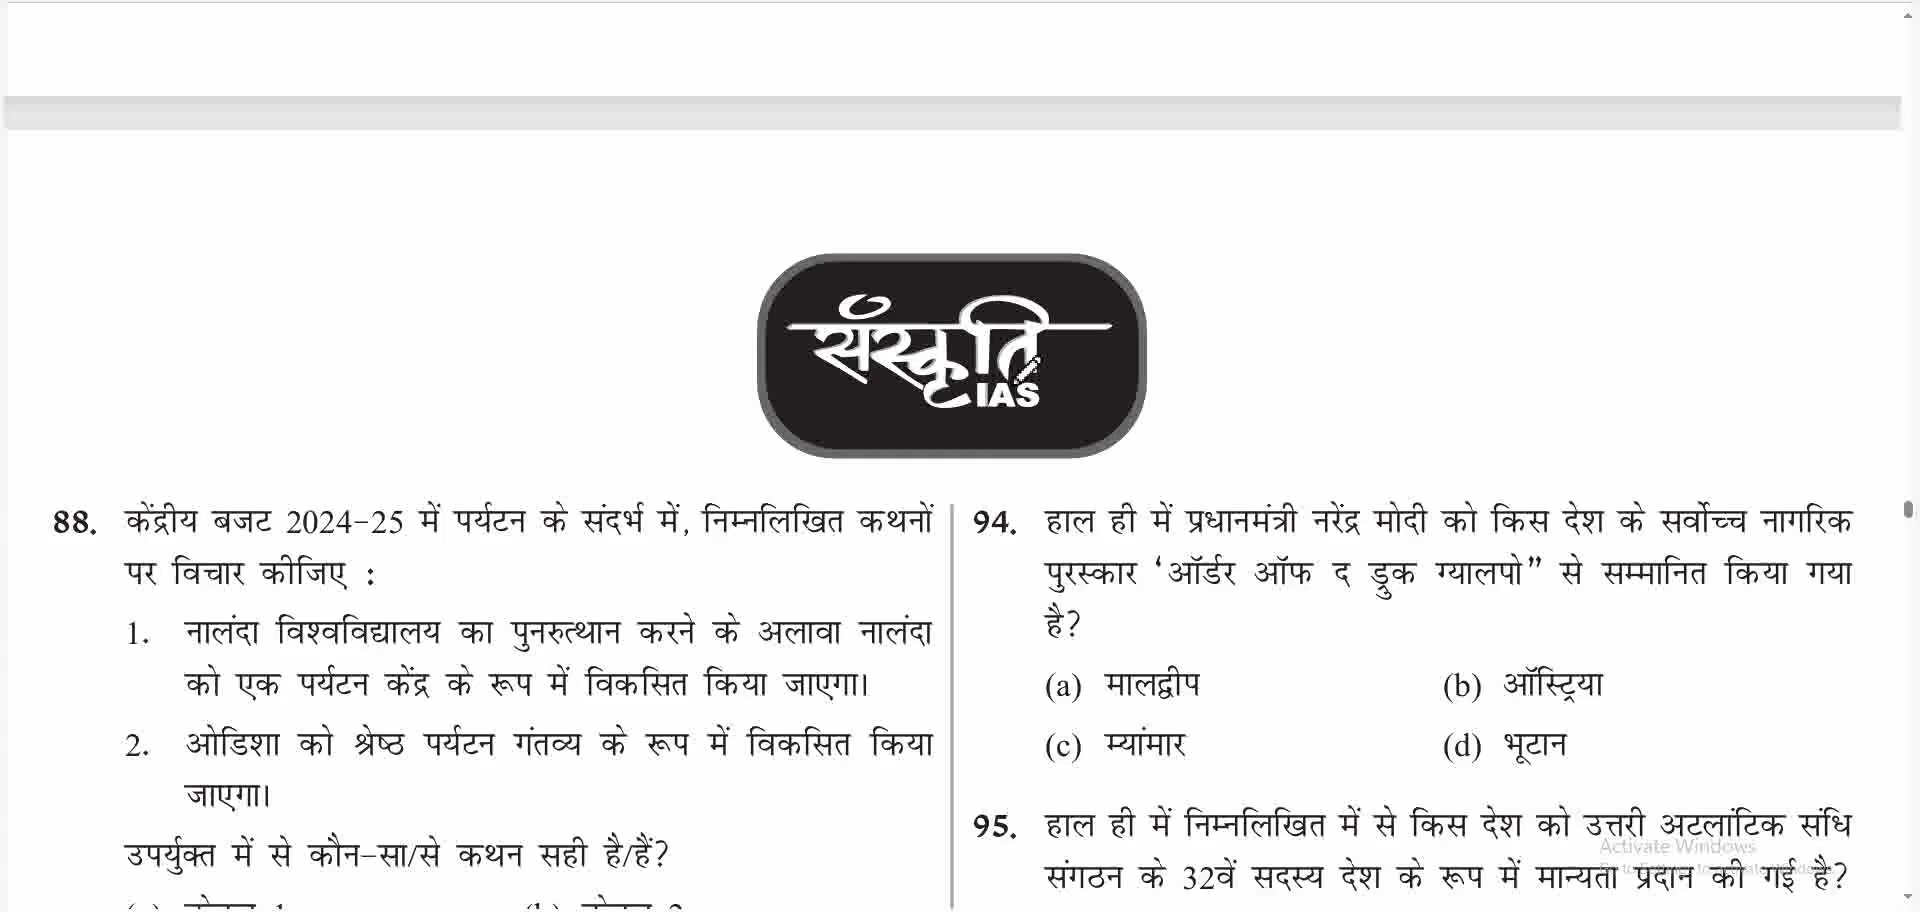 संस्कृति
IAS
88. केंद्रीय बजट 2024-25 में पर्यटन के संदर्भ में, निम्नलिखित कथनों
पर विचार कीजिए :
1. नालंदा विश्वविद्यालय का पुनरुत्थान करने के अलावा नालंदा
को एक पर्यटन केंद्र के रूप में विकसित किया जाएगा।
2. ओडिशा को श्रेष्ठ पर्यटन गंतव्य के रूप में विकसित किया
जाएगा।
उपर्युक्त में से कौन-सा/से कथन सही है/हैं?
94. हाल ही में प्रधानमंत्री नरेंद्र मोदी को किस देश के सर्वोच्च नागरिक
पुरस्कार ‘ऑर्डर ऑफ द ड्रुक ग्यालपो” से सम्मानित किया गया
है?
(a) मालद्वीप (b) ऑस्ट्रिया
(c) म्यांमार (d) भूटान
95. हाल ही में निम्नलिखित में से किस देश को उत्तरी अटलांटिक संधि
संगठन के 32वें सदस्य देश के रूप में मान्यता प्रदान की गई है?
Activate Windows